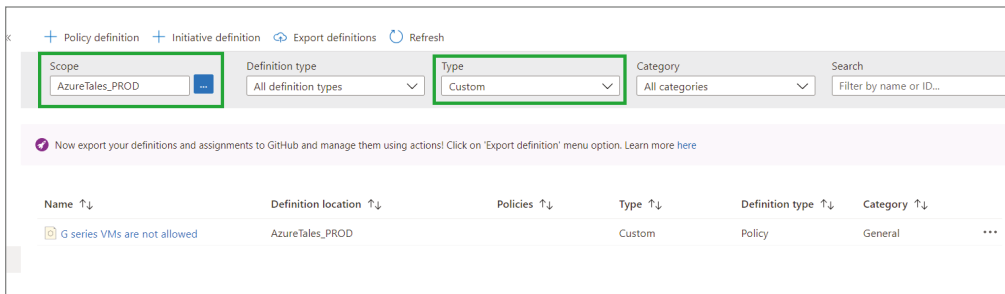 Policy definition Initiative definition Export definitions Refresh
Scope Definition type Type Category Search
AzureTales_PROD ... All definition types Custom All categories Filter by name or ID...
Now export your definitions and assignments to GitHub and manage them using actions! Click on 'Export definition' menu option. Learn more here
Name ↑↓ Definition location ↑↓ Policies ↑↓ Type ↑↓ Definition type ↑↓ Category ↑↓
G series VMs are not allowed AzureTales_PROD Custom Policy General ...